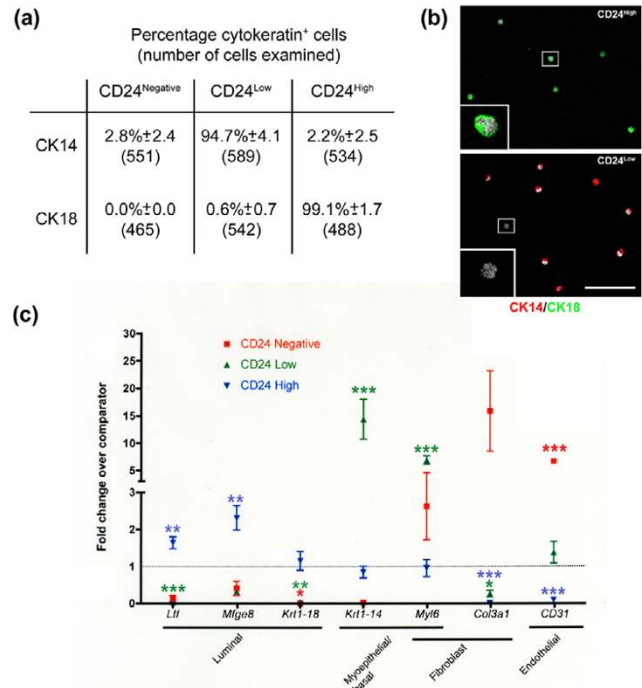 (a)
Percentage cytokeratin⁺ cells
(number of cells examined)
CD24Negative CD24Low CD24High
CK14 2.8%±2.4 94.7%±4.1 2.2%±2.5
(551) (589) (534)
CK18 0.0%±0.0 0.6%±0.7 99.1%±1.7
(465) (542) (488)
(b)
CD24High
CD24Low
CK14/CK18
(c)
CD24 Negative
CD24 Low
CD24 High
Fold change over comparator
30
25
20
15
10
5
3
2
1
0
***
***
***
**
**
***
**
*
***
*
***
Ltf Mfge8 Krt1-18 Krt1-14 Myl6 Col3a1 CD31
Luminal
Myoepithelial/
Fibroblast
Endothelial